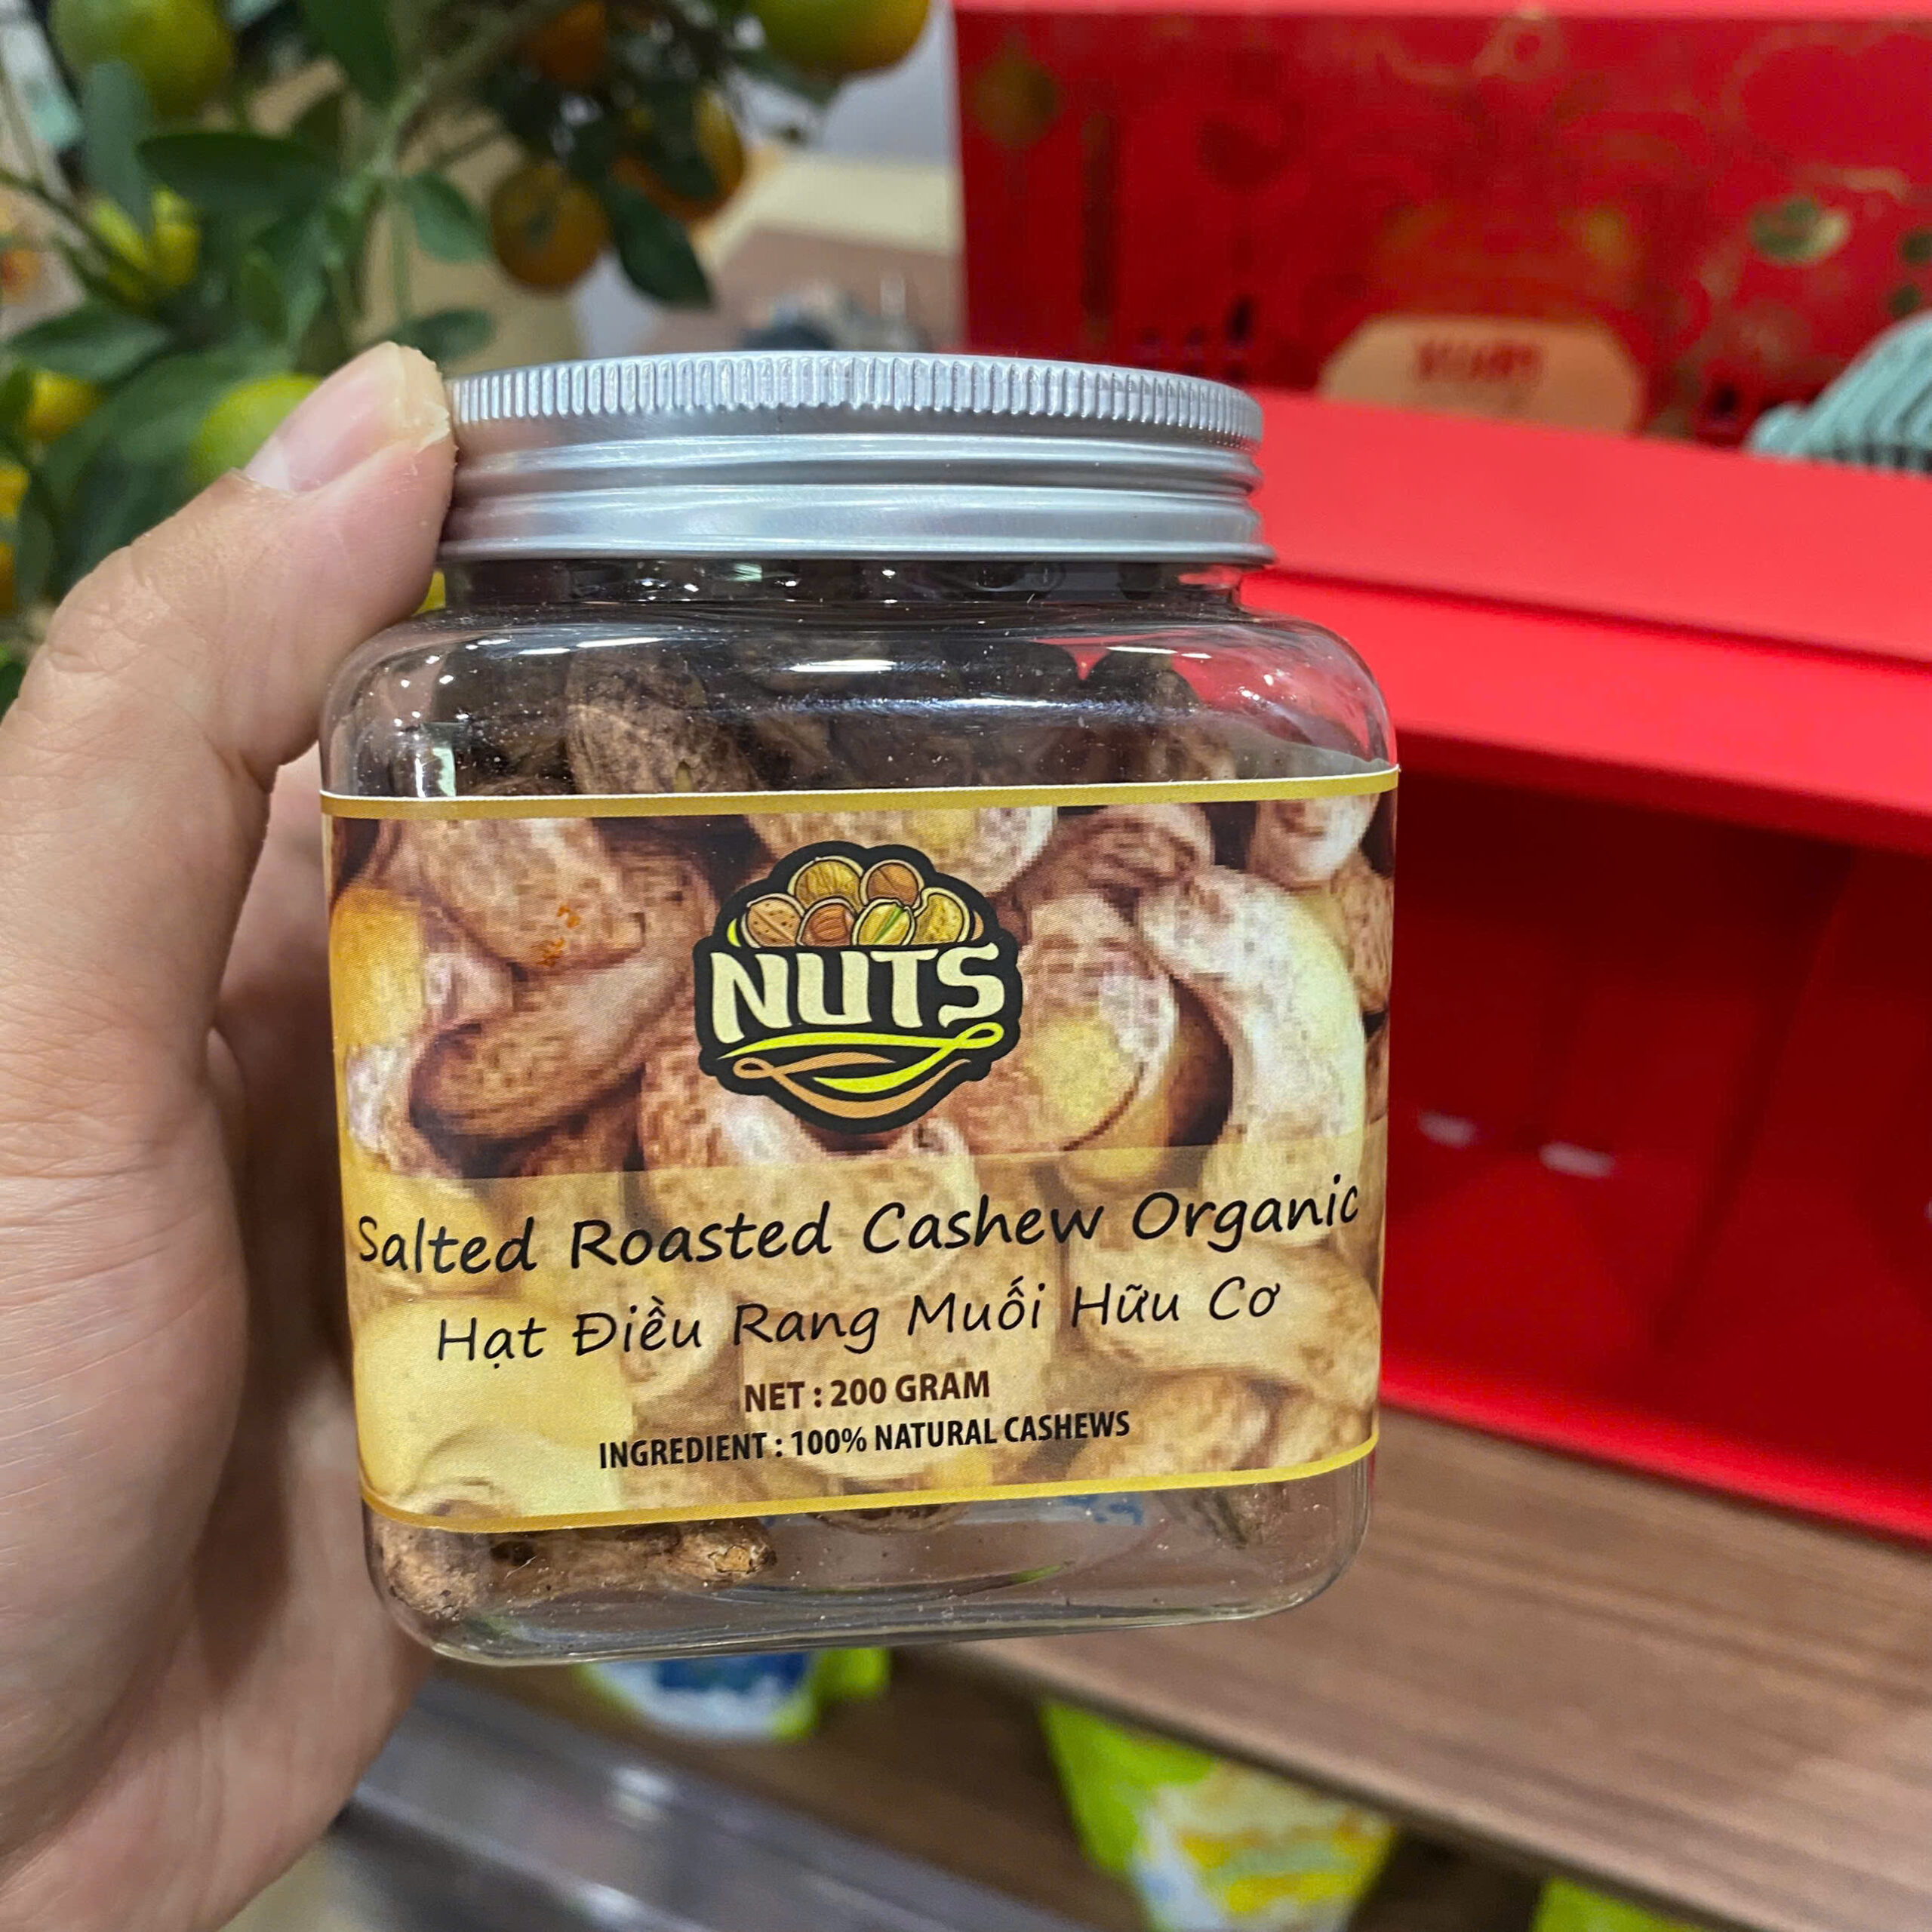 NUTS
Salted Roasted Cashew Organic
Hạt Điều Rang Muối Hữu Cơ
NET : 200 GRAM
INGREDIENT : 100% NATURAL CASHEWS